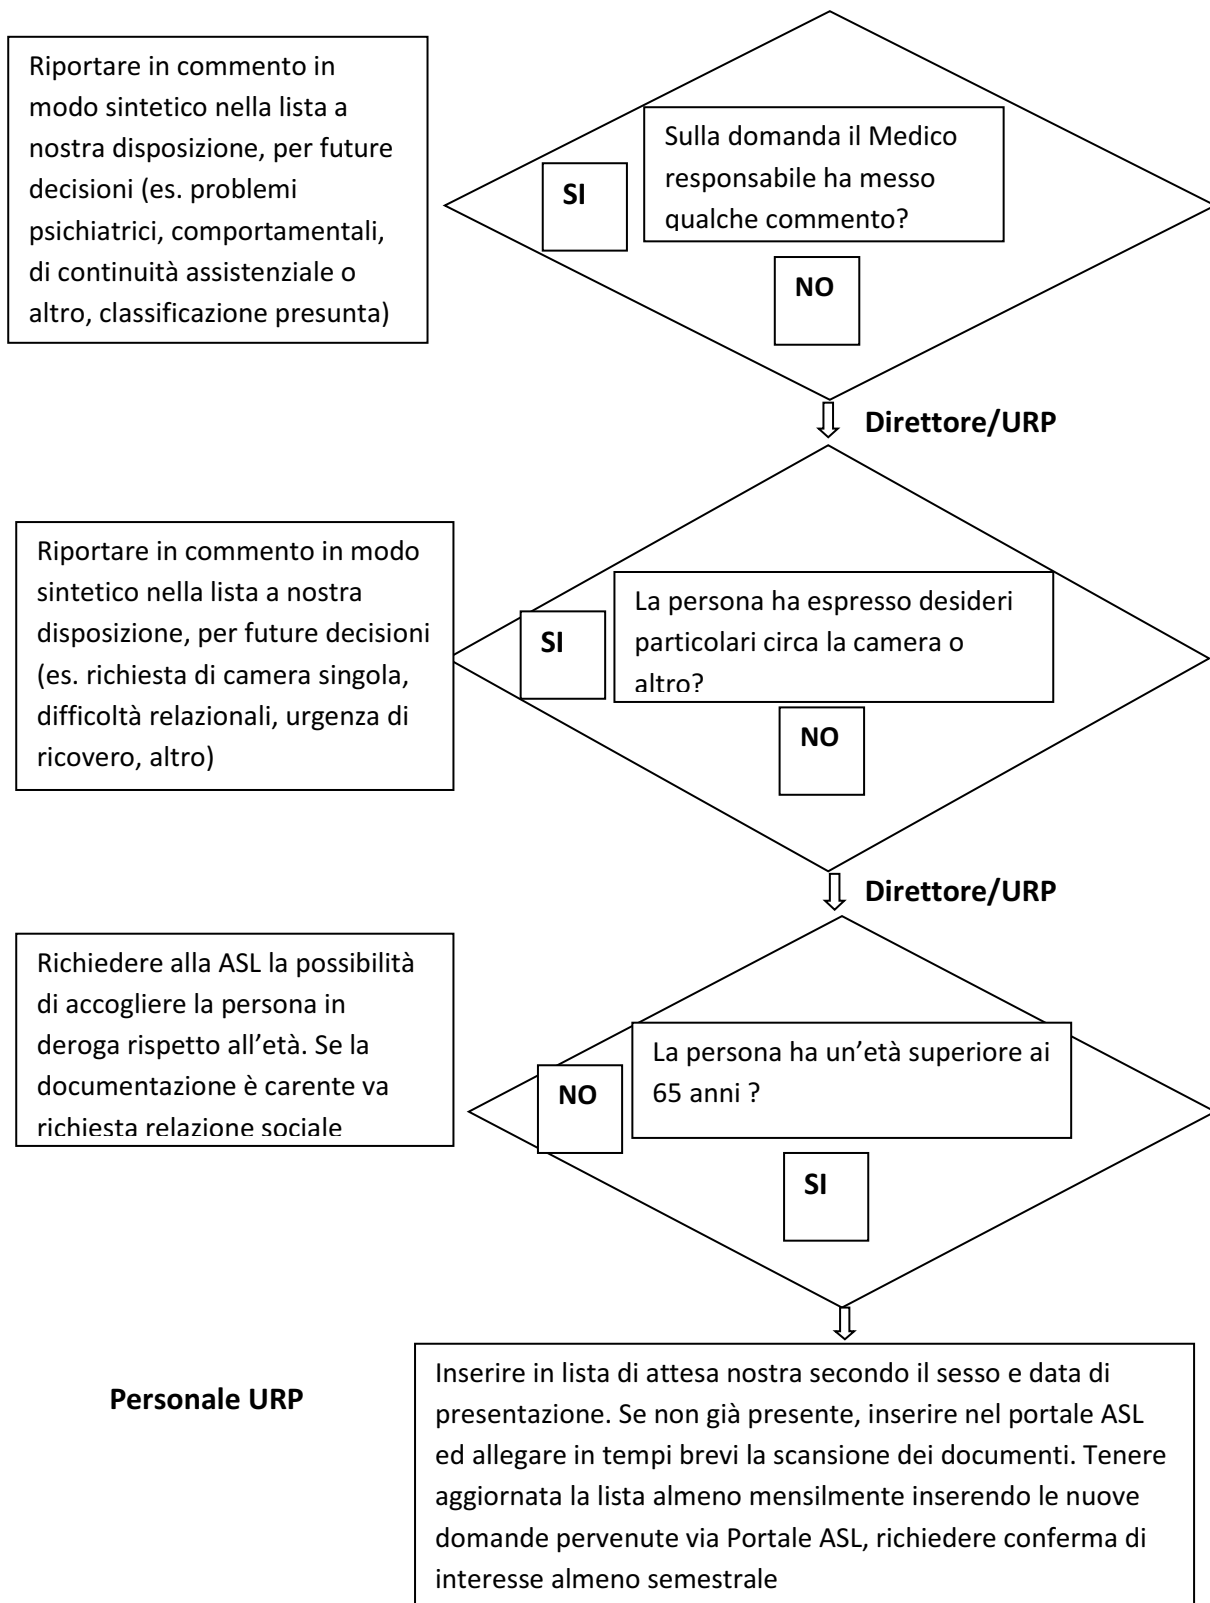 Riportare in commento in
modo sintetico nella lista a
nostra disposizione, per future
decisioni (es. problemi
psichiatrici, comportamentali,
di continuità assistenziale o
altro, classificazione presunta)
Sulla domanda il Medico
responsabile ha messo
qualche commento?
SI
NO
Direttore/URP
Riportare in commento in modo
sintetico nella lista a nostra
disposizione, per future decisioni
(es. richiesta di camera singola,
difficoltà relazionali, urgenza di
ricovero, altro)
La persona ha espresso desideri
particolari circa la camera o
altro?
SI
NO
Direttore/URP
Richiedere alla ASL la possibilità
di accogliere la persona in
deroga rispetto all’età. Se la
documentazione è carente va
richiesta relazione sociale
La persona ha un’età superiore ai
65 anni ?
NO
SI
Personale URP
Inserire in lista di attesa nostra secondo il sesso e data di
presentazione. Se non già presente, inserire nel portale ASL
ed allegare in tempi brevi la scansione dei documenti. Tenere
aggiornata la lista almeno mensilmente inserendo le nuove
domande pervenute via Portale ASL, richiedere conferma di
interesse almeno semestrale